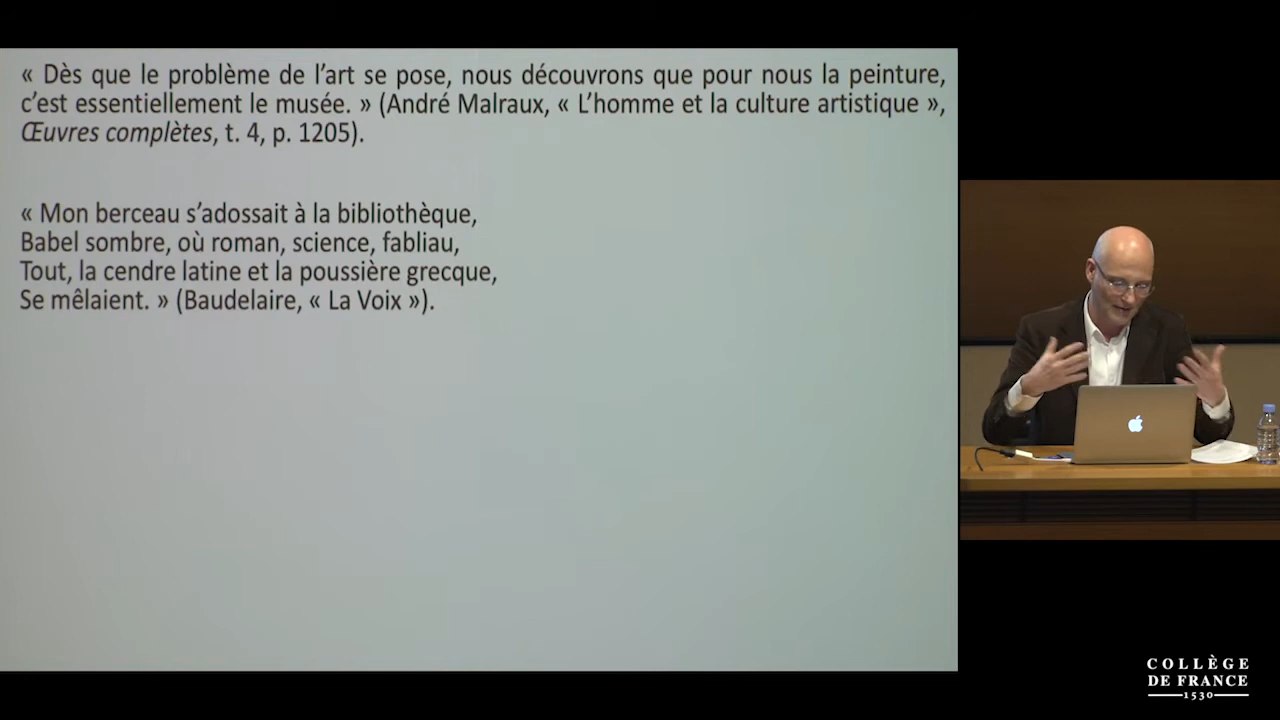 « Dès que le problème de l’art se pose, nous découvrons que pour nous la peinture,
c’est essentiellement le musée. » (André Malraux, « L’homme et la culture artistique »,
Œuvres complètes, t. 4, p. 1205).
« Mon berceau s’adossait à la bibliothèque,
Babel sombre, où roman, science, fabliau,
Tout, la cendre latine et la poussière grecque,
Se mêlaient. » (Baudelaire, « La Voix »).
COLLÈGE
DE FRANCE
1530